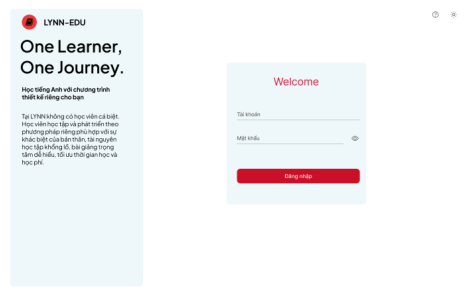 LYNN-EDU
One Learner,
One Journey.
Học tiếng Anh với chương trình
thiết kế riêng cho bạn
Tại LYNN không có học viên cá biệt.
Học viên học tập và phát triển theo
phương pháp riêng phù hợp với sự
khác biệt của bản thân, tài nguyên
học tập khổng lồ, bài giảng trọng
tâm dễ hiểu, tối ưu thời gian học và
học phí.
Welcome
Tài khoản
Mật khẩu
Đăng nhập